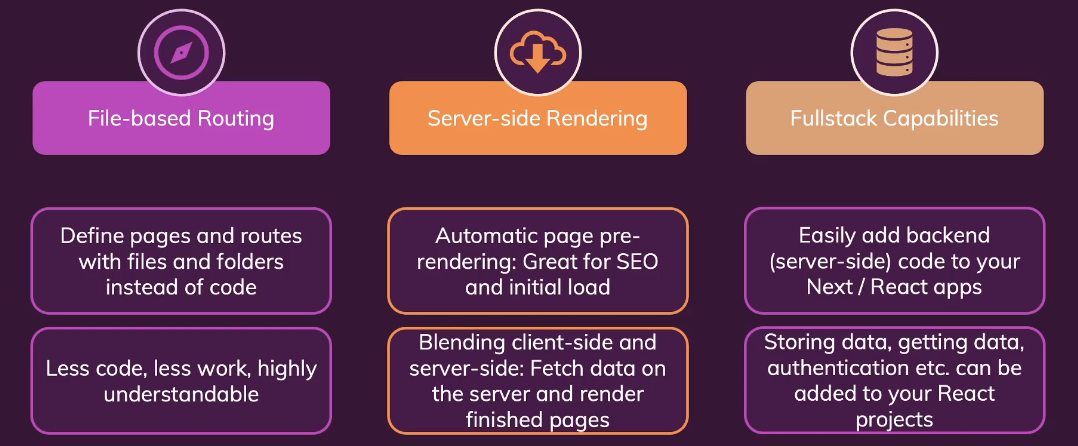 File-based Routing
Server-side Rendering
Fullstack Capabilities
Define pages and routes
with files and folders
instead of code
Automatic page pre-
rendering: Great for SEO
and initial load
Easily add backend
(server-side) code to your
Next / React apps
Less code, less work, highly
understandable
Blending client-side and
server-side: Fetch data on
the server and render
finished pages
Storing data, getting data,
authentication etc. can be
added to your React
projects